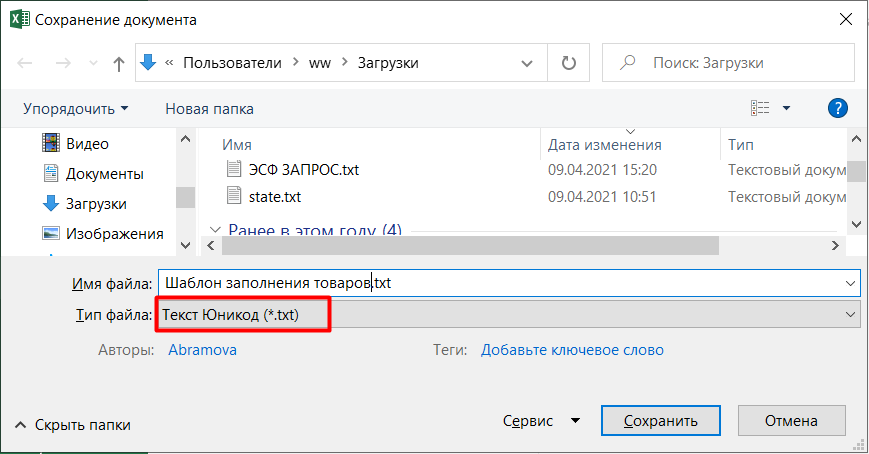 Сохранение документа
« Пользователи › ww › Загрузки
Поиск: Загрузки
Упорядочить Новая папка
?
Видео
Документы
Загрузки
Изображения
Имя Дата изменения Тип
ЭСФ ЗАПРОС.txt 09.04.2021 15:20 Текстовый докум
state.txt 09.04.2021 10:51 Текстовый докум
Ранее в этом году (4)
Имя файла: Шаблон заполнения товаров.txt
Тип файла: Текст Юникод (*.txt)
Авторы: Abramova Теги: Добавьте ключевое слово
Скрыть папки Сервис Сохранить Отмена